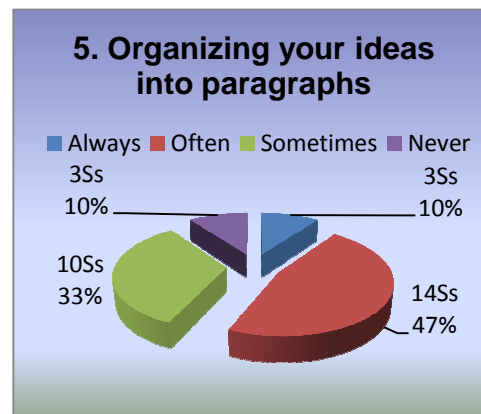 5. Organizing your ideas
into paragraphs
Always Often Sometimes Never
3Ss
10%
3Ss
10%
10Ss
33%
14Ss
47%